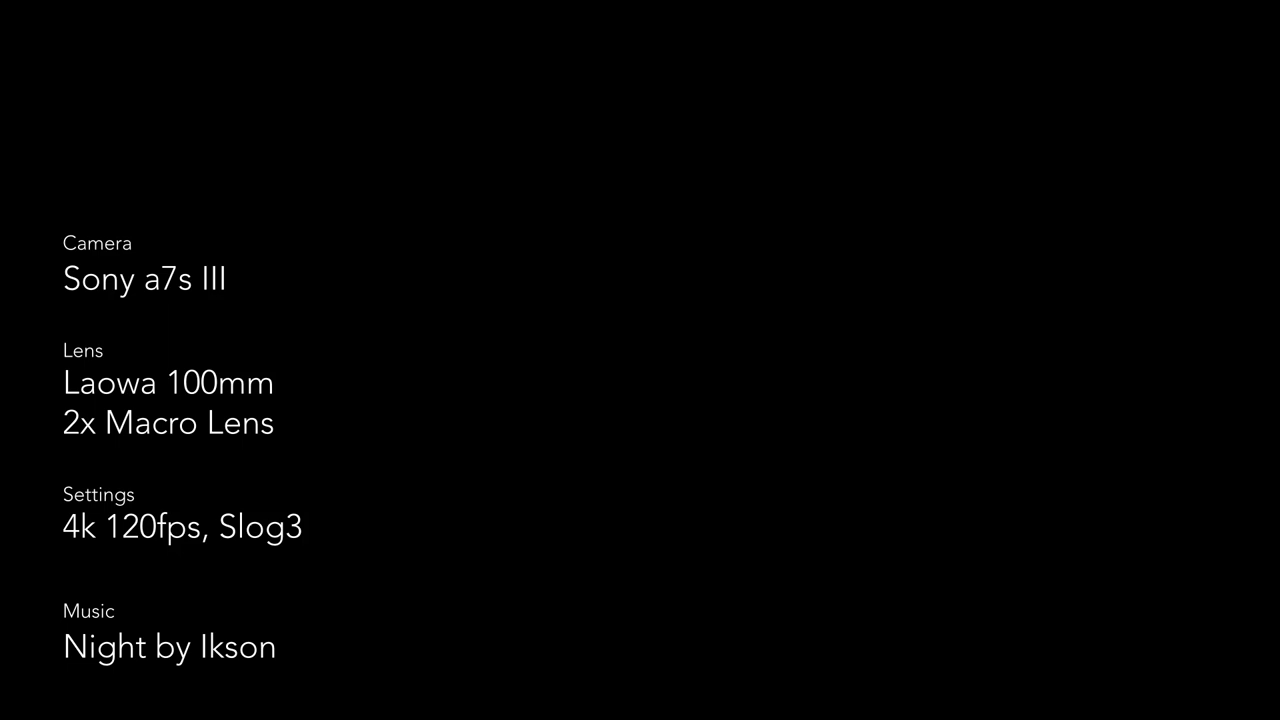 Camera
Sony a7s III
Lens
Laowa 100mm
2x Macro Lens
Settings
4k 120fps, Slog3
Music
Night by Ikson